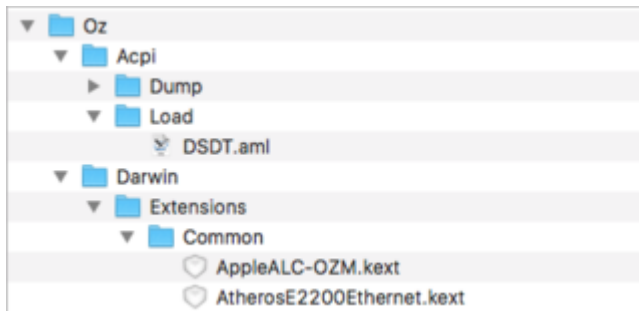 Oz
Acpi
Dump
Load
DSDT.aml
Darwin
Extensions
Common
AppleALC-OZM.kext
AtherosE2200Ethernet.kext